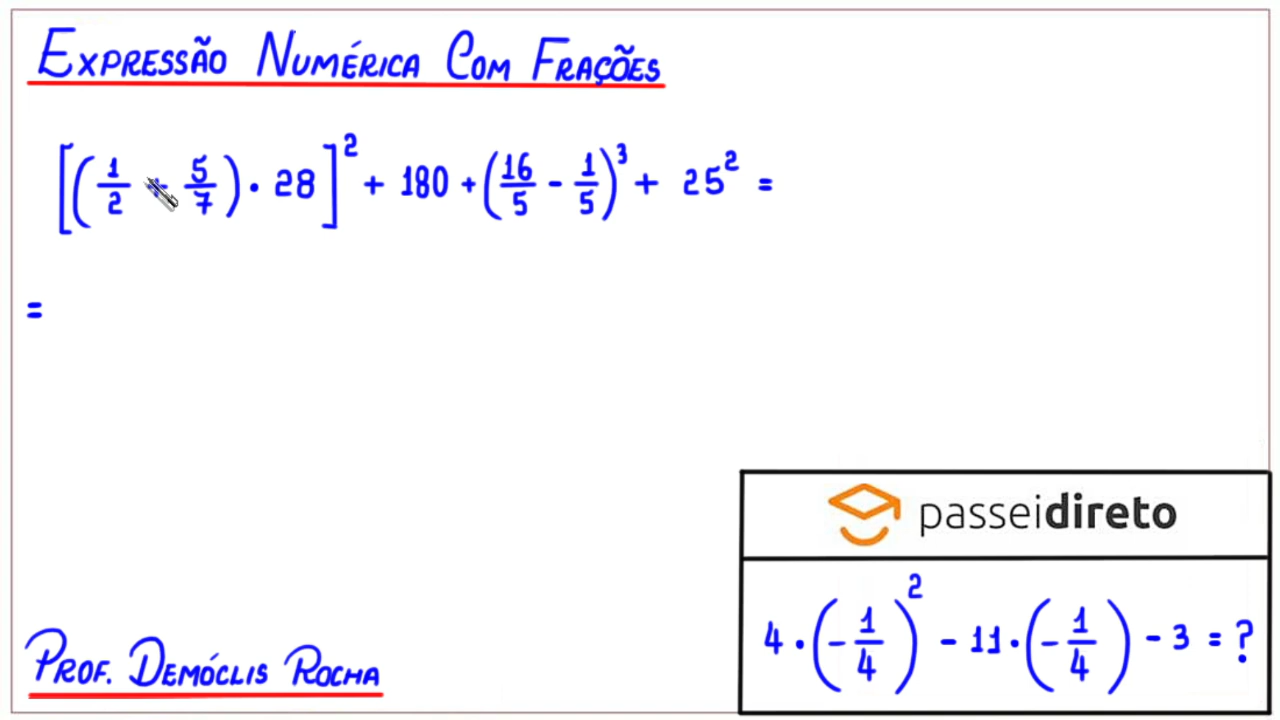 EXPRESSÃO NUMÉRICA COM FRAÇÕES
[(1/2 + 5/7) · 28]² + 180 + (16/5 - 1/5)³ + 25² =
=
passeidireto
4 · (-1/4)² - 11 · (-1/4) - 3 = ?
PROF. DEMÓCLIS ROCHA